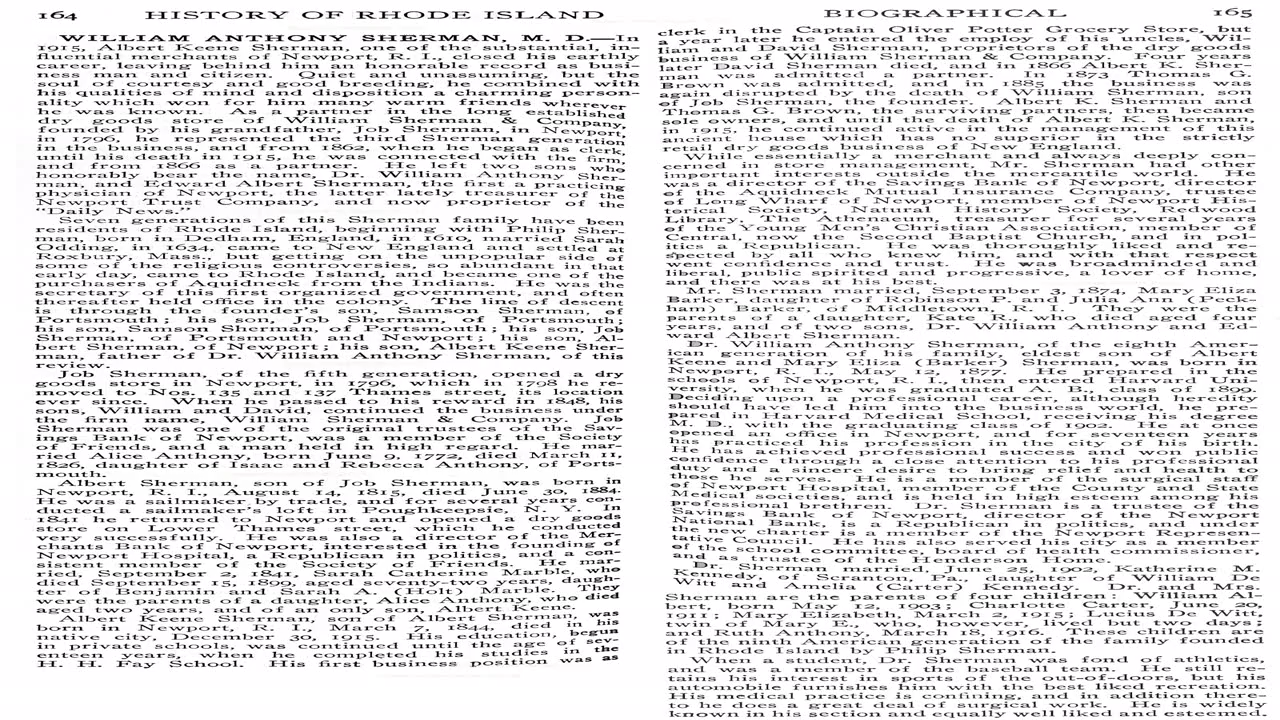 164 HISTORY OF RHODE ISLAND
WILLIAM ANTHONY SHERMAN, M. D.—In
1915, Albert Keene Sherman, one of the substantial, in-
fluential merchants of Newport, R. I., closed his earthly
career, leaving behind him an honorable record as busi-
ness man and citizen. Quiet and unassuming, but the
soul of courtesy and good breeding, he combined with
his qualities of mind and disposition a charming person-
ality which won for him many warm friends wherever
he was known. As a partner in the long established
dry goods store of William Sherman & Company,
founded by his grandfather, Job Sherman, in Newport,
in 1796, he represented the third Sherman generation
in the business, and from 1862, when he began as clerk,
until his death in 1915, he was connected with the firm,
and from 1866 as a partner. He left two sons who
honorably bear the name, Dr. William Anthony Sher-
man, and Edward Albert Sherman, the first a practicing
physician of Newport, the latter lately treasurer of the
Newport Trust Company, and now proprietor of the
"Daily News."
Seven ggenerations of this Sherman family have been
residents of Rhode Island, beginning with Philip Sher-
man, born in Dedham, England, in 1610, married Sarah
Odding, in 1634, came to New England and settled at
Roxbury, Mass., but getting on the unpopular side of
some of the religious controversies, so abundant in that
early day, came to Rhode Island, and became one of the
purchasers of Aquidneck from the Indians. He was the
secretary of this first organized government, and often
thereafter held office in the colony. The line of descent
is through the founder's son, Samson Sherman, of
Portsmouth; his son, Job Sherman, of Portsmouth;
his son, Samson Sherman, of Portsmouth; his son, Job
Sherman, of Portsmouth and Newport; his son, Al-
bert Sherman, of Newport; his son, Albert Keene Sher-
man, father of Dr. William Anthony Sherman, of this
review.
Job Sherman, of the fifth generation, opened a dry
goods store in Newport, in 1796, which in 1798 he re-
moved to Nos. 135 and 137 Thames street, its location
ever since. When he passed to his reward in 1848, his
sons, William and David, continued the business under
the firm name, William Sherman & Company. Job
Sherman was one of the original trustees of the Sav-
ings Bank of Newport, was a member of the Society
of Friends, and a man held in high regard. He mar-
ried Alice Anthony, born June 9, 1772, died March 11,
1826, daughter of Isaac and Rebecca Anthony, of Ports-
mouth.
Albert Sherman, son of Job Sherman, was born in
Newport, R. I., August 14, 1815, died June 30, 1884.
He was a sailmaker by trade, and for several years con-
ducted a sailmaker's loft in Poughkeepsie, N. Y. In
1841 he returned to Newport and opened a dry goods
store on Lower Thames street, which he conducted
very successfully. He was also a director of the Mer-
chants Bank of Newport, interested in the founding of
Newport Hospital, a Republican in politics, and a con-
sistent member of the Society of Friends. He mar-
ried, September 2, 1841, Sarah Catherine Marble, who
died September 15, 1899, aged seventy-two years, daugh-
ter of Benjamin and Sarah A. (Holt) Marble. They
were the parents of a daughter, Alice Anthony, who died
aged two years, and of an only son, Albert Keene.
Albert Keene Sherman, son of Albert Sherman, was
born in Newport, R. I., March 7, 1844, died in his
native city, December 30, 1915. His education, begun
in private schools, was continued until the age of sev-
enteen years, when he completed his studies in the
H. H. Fay School. His first business position was as
BIOGRAPHICAL 165
clerk in the Captain Oliver Potter Grocery Store, but
a year later he entered the employ of his uncles, Wil-
liam and David Sherman, proprietors of the dry goods
business of William Sherman & Company. Four years
later David Sherman died, and in 1866 Albert K. Sher-
man was admitted a partner. In 1873 Thomas G.
Brown was admitted, and in 1885 the business was
again disrupted by the death of William Sherman, son
of Job Sherman the founder. Albert K. Sherman and
Thomas G. Brown, the surviving partners, then became
sole owners, and until the death of Albert K. Sherman,
in 1915, he continued active in the management of this
ancient house which has no superior in the strictly
retail dry goods business of New England.
While essentially a merchant and always deeply con-
cerned in store management, Mr. Sherman had other
important interests outside the mercantile world. He
was a director of the Savings Bank of Newport, director
of the Aquidneck Mutual Insurance Company, trustee
of Long Wharf of Newport, member of Newport His-
torical Society, Natural History Society, Redwood
Library, The Athenaeum, treasurer for several years
of the Young Men's Christian Association, member of
Central, now the Second Baptist Church, and in pol-
itics a Republican. He was thoroughly liked and re-
spected by all who knew him, and with that respect
went confidence and trust. He was broadminded and
liberal, public spirited and progressive, a lover of home,
and there was at his best.
Mr. Sherman married, September 3, 1874, Mary Eliza
Barker, daughter of Robinson P. and Julia Ann (Peck-
ham) Barker, of Middletown, R. I. They were the
parents of a daughter, Kate R., who died aged four
years, and of two sons, Dr. William Anthony and Ed-
ward Albert Sherman.
Dr. William Anthony Sherman, of the eighth Amer-
ican generation of his family, eldest son of Albert
Keene and Mary Eliza (Barker) Sherman, was born in
Newport, R. I., May 12, 1877. He prepared in the
schools of Newport, R. I., then entered Harvard Uni-
versity, when he was graduated A. B., class of 1899.
Deciding upon a professional career, although heredity
should have led him into the business world, he pre-
pared in Harvard Medical School, receiving his degree
M. D., with the graduating class of 1902. He at once
opened an office in Newport, and for seventeen years
has practiced his profession in the city of his birth.
He has achieved professional success and won public
confidence through a close attention to his professional
duty and a sincere desire to bring relief and health to
those he serves. He is a member of the surgical staff
of Newport Hospital, member of the County and State
Medical societies, and is held in high esteem among his
professional brethren. Dr. Sherman is a trustee of the
Savings Bank of Newport, director of the Newport
National Bank, is a Republican in politics, and under
the new charter is a member of the Newport Represen-
tative Council. He has also served his city as a member
of the school committee, board of health commissioner,
and as trustee of the Henderson Home.
Dr. Sherman married, June 25, 1902, Katherine M.
Kennedy, of Scranton, Pa., daughter of William De
Witt and Amelia (Carter) Kennedy. Dr. and Mrs.
Sherman are the parents of four children: William Al-
bert, born May 12, 1903; Charlotte Carter, June 20,
1911; Mary Elizabeth, March 2, 1915; Lucius De Witt,
twin of Mary E., who, however, lived but two days;
and Ruth Anthony, March 18, 1916. These children are
of the ninth American generation of the family founded
in Rhode Island by Philip Sherman.
When a student, Dr. Sherman was fond of athletics,
and was a member of the baseball team. He still re-
tains his interest in sports of the out-of-doors, but his
automobile furnishes him with the best liked recreation.
His medical practice is confining, and in addition there-
to he does a great deal of surgical work. He is widely
known in his section and equally well liked and esteemed.